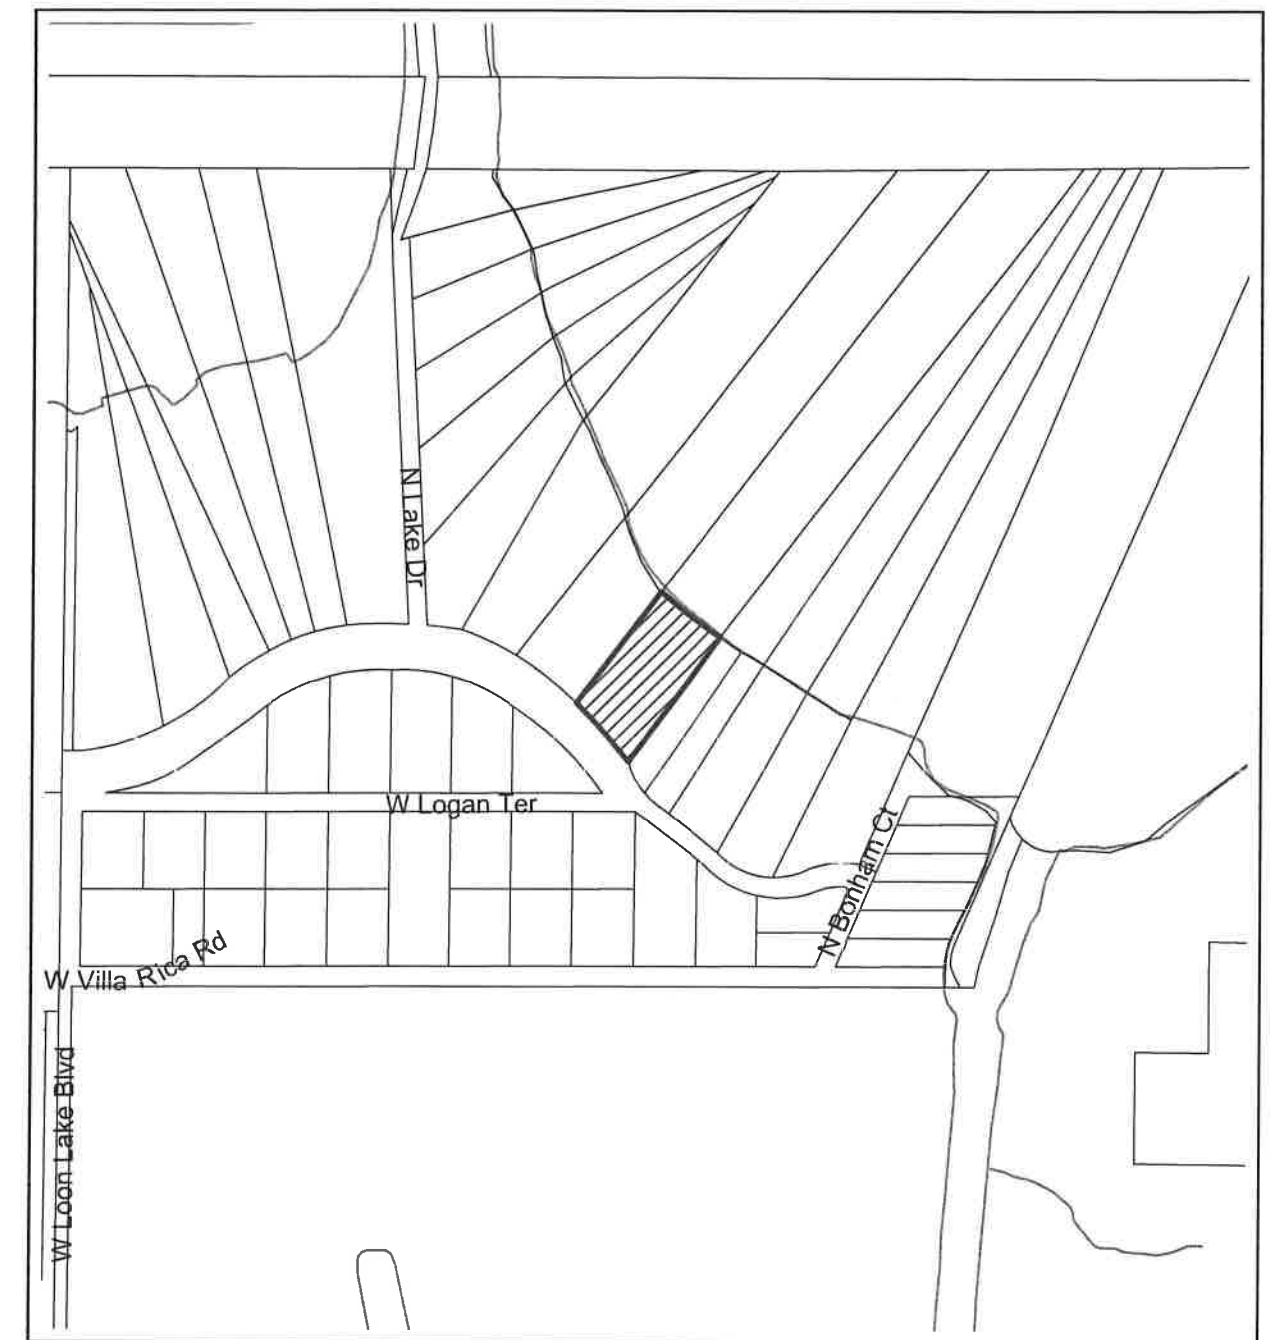 N Lake Dr
W Logan Ter
N Bonham Ct
W Villa Rica Rd
W Loon Lake Blvd